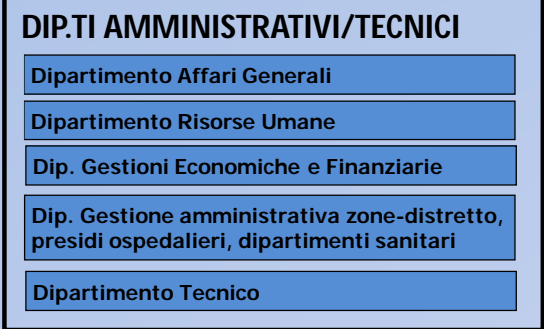 DIP.TI AMMINISTRATIVI/TECNICI
Dipartimento Affari Generali
Dipartimento Risorse Umane
Dip. Gestioni Economiche e Finanziarie
Dip. Gestione amministrativa zone-distretto,
presidi ospedalieri, dipartimenti sanitari
Dipartimento Tecnico